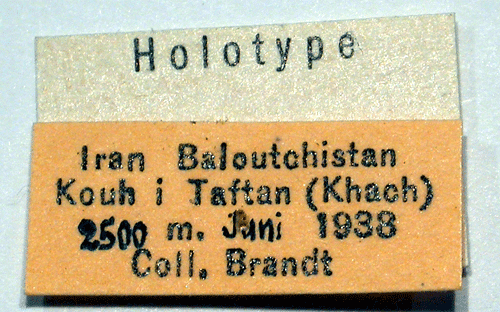 Holotype
Iran Baloutchistan
Kouh i Taftan (Khach)
2500 m. Juni 1938
Coll. Brandt